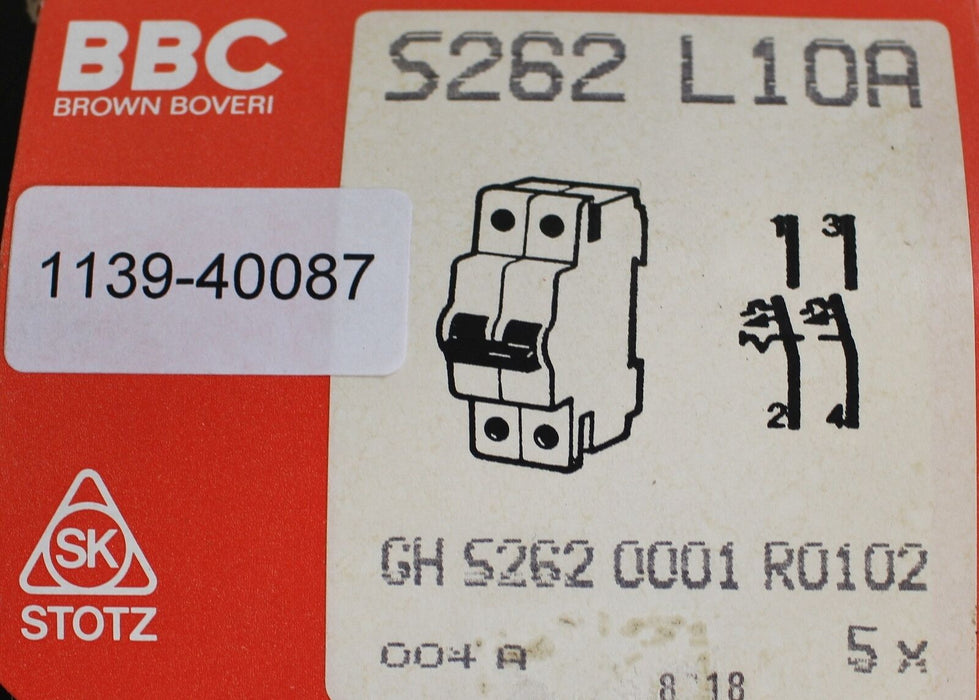 BBC
BROWN BOVERI
S262 L10A
1139-40087
1 3
2 4
SK
STOTZ
GH S262 0001 R0102
004 A
5 x
8 18